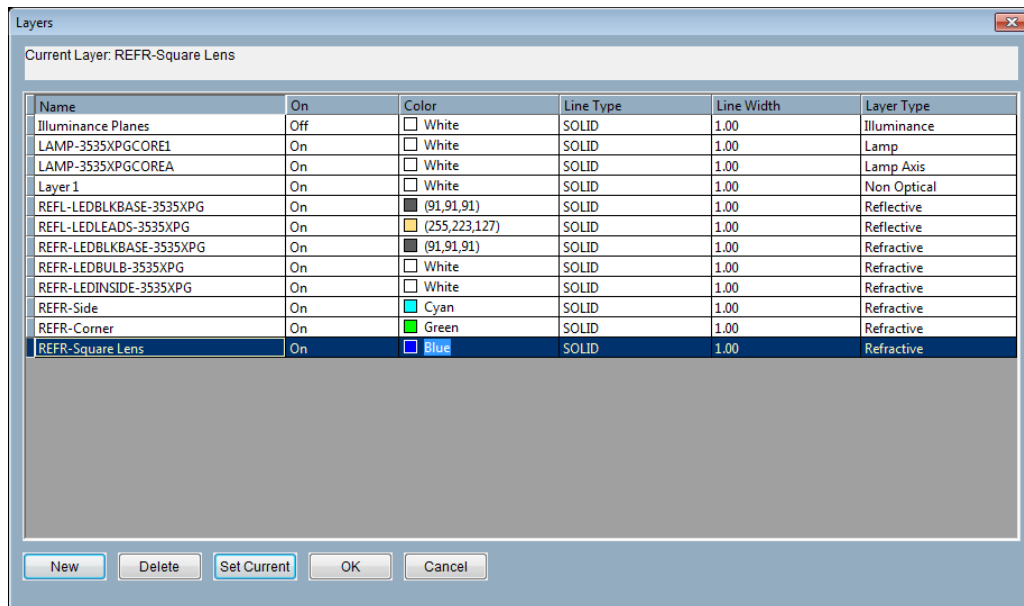 Layers
Current Layer: REFR-Square Lens
Name On Color Line Type Line Width Layer Type
Illuminance Planes Off White SOLID 1.00 Illuminance
LAMP-3535XPGCORE1 On White SOLID 1.00 Lamp
LAMP-3535XPGCOREA On White SOLID 1.00 Lamp Axis
Layer 1 On White SOLID 1.00 Non Optical
REFL-LEDBLKBASE-3535XPG On (91,91,91) SOLID 1.00 Reflective
REFL-LEDLEADS-3535XPG On (255,223,127) SOLID 1.00 Reflective
REFR-LEDBLKBASE-3535XPG On (91,91,91) SOLID 1.00 Refractive
REFR-LEDBULB-3535XPG On White SOLID 1.00 Refractive
REFR-LEDINSIDE-3535XPG On White SOLID 1.00 Refractive
REFR-Side On Cyan SOLID 1.00 Refractive
REFR-Corner On Green SOLID 1.00 Refractive
REFR-Square Lens On Blue SOLID 1.00 Refractive
New Delete Set Current OK Cancel